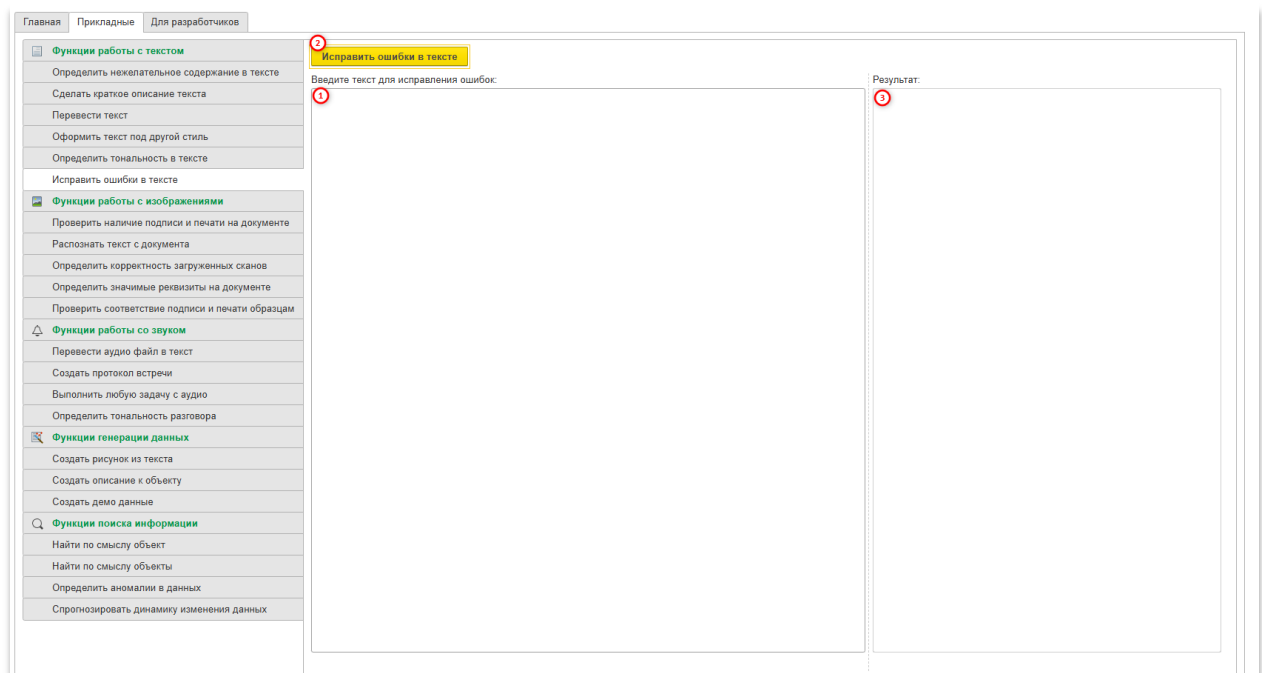 Главная Прикладные Для разработчиков
Функции работы с текстом
Определить нежелательное содержание в тексте
Сделать краткое описание текста
Перевести текст
Оформить текст под другой стиль
Определить тональность в тексте
Исправить ошибки в тексте
Функции работы с изображениями
Проверить наличие подписи и печати на документе
Распознать текст с документа
Определить корректность загруженных сканов
Определить значимые реквизиты на документе
Проверить соответствие подписи и печати образцам
Функции работы со звуком
Перевести аудио файл в текст
Создать протокол встречи
Выполнить любую задачу с аудио
Определить тональность разговора
Функции генерации данных
Создать рисунок из текста
Создать описание к объекту
Создать демо данные
Функции поиска информации
Найти по смыслу объект
Найти по смыслу объекты
Определить аномалии в данных
Спрогнозировать динамику изменения данных
2
Исправить ошибки в тексте
Введите текст для исправления ошибок:
1
Результат:
3